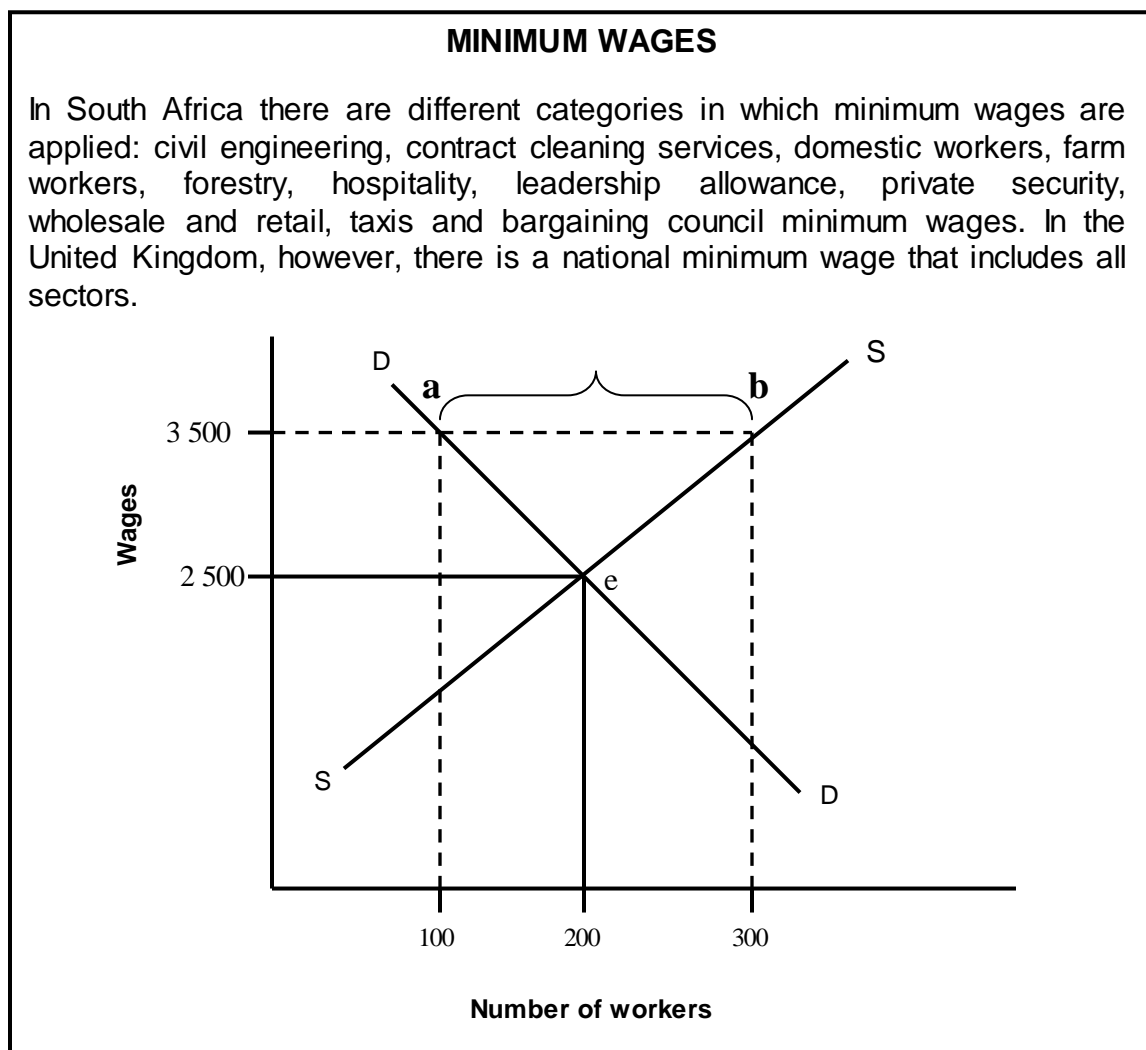 MINIMUM WAGES
In South Africa there are different categories in which minimum wages are
applied: civil engineering, contract cleaning services, domestic workers, farm
workers, forestry, hospitality, leadership allowance, private security,
wholesale and retail, taxis and bargaining council minimum wages. In the
United Kingdom, however, there is a national minimum wage that includes all
sectors.
D
a
b
S
3 500
Wages
2 500
e
S
D
100
200
300
Number of workers